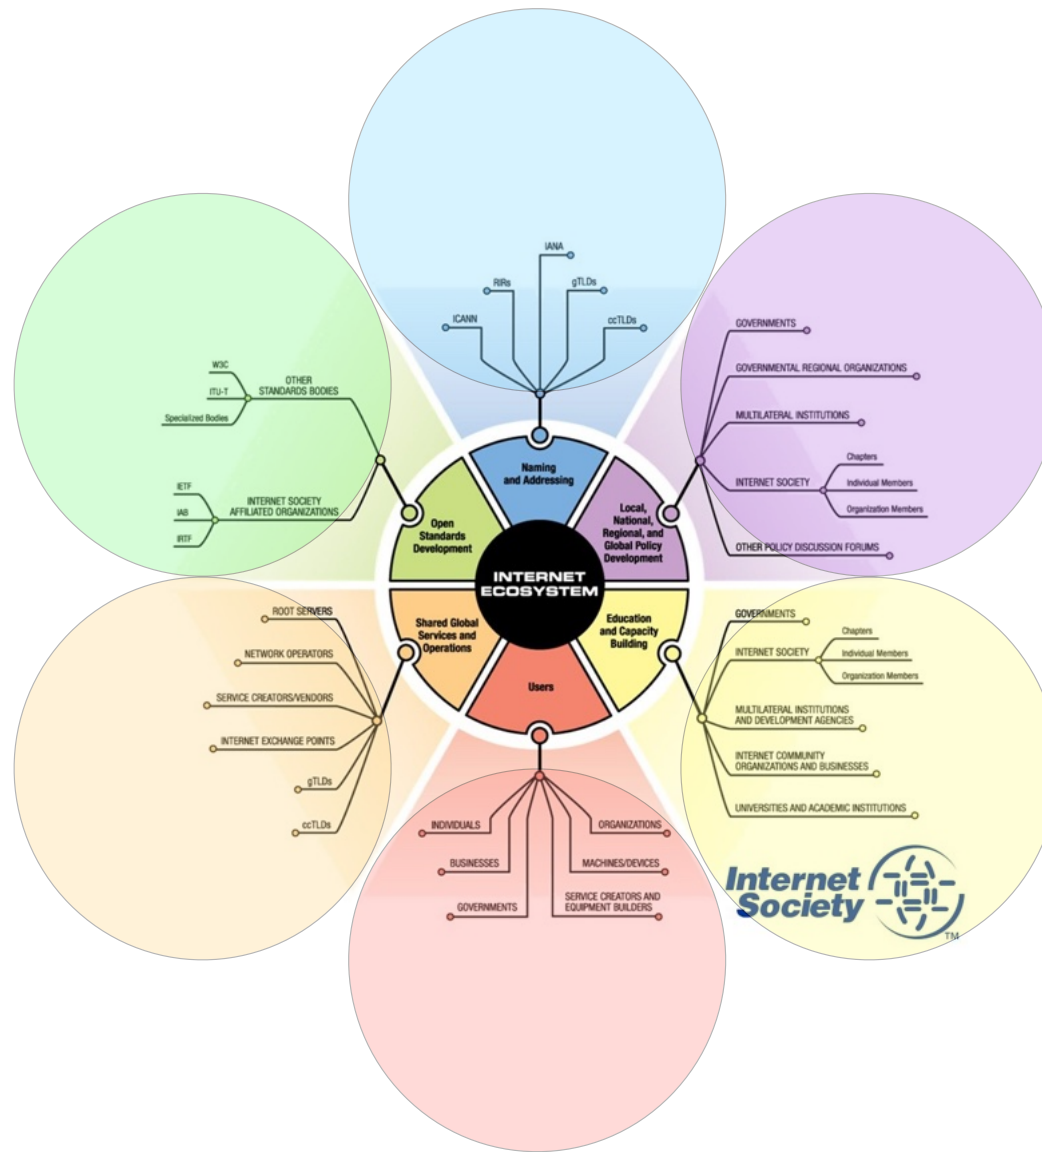 IANA
RIRs
gTLDs
ICANN
ccTLDs
W3C
ITU-T
Specialized Bodies
OTHER
STANDARDS BODIES
IETF
IAB
IRTF
INTERNET SOCIETY
AFFILIATED ORGANIZATIONS
GOVERNMENTS
GOVERNMENTAL REGIONAL ORGANIZATIONS
MULTILATERAL INSTITUTIONS
INTERNET SOCIETY
Chapters
Individual Members
Organization Members
OTHER POLICY DISCUSSION FORUMS
Naming
and Addressing
Open
Standards
Development
Local,
National,
Regional, and
Global Policy
Development
INTERNET
ECOSYSTEM
Shared Global
Services and
Operations
Education
and Capacity
Building
Users
ROOT SERVERS
NETWORK OPERATORS
SERVICE CREATORS/VENDORS
INTERNET EXCHANGE POINTS
gTLDs
ccTLDs
GOVERNMENTS
INTERNET SOCIETY
Chapters
Individual Members
Organization Members
MULTILATERAL INSTITUTIONS
AND DEVELOPMENT AGENCIES
INTERNET COMMUNITY
ORGANIZATIONS AND BUSINESSES
UNIVERSITIES AND ACADEMIC INSTITUTIONS
INDIVIDUALS
BUSINESSES
GOVERNMENTS
ORGANIZATIONS
MACHINES/DEVICES
SERVICE CREATORS AND
EQUIPMENT BUILDERS
Internet
Society
TM